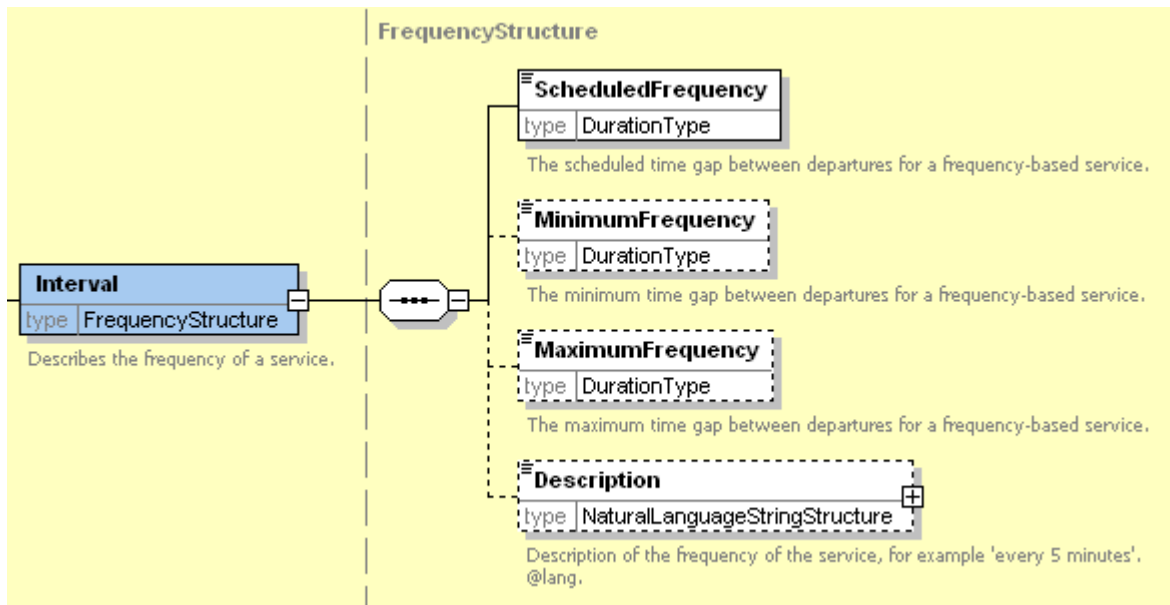 FrequencyStructure
ScheduledFrequency
type DurationType
The scheduled time gap between departures for a frequency-based service.
MinimumFrequency
type DurationType
The minimum time gap between departures for a frequency-based service.
Interval
type FrequencyStructure
Describes the frequency of a service.
MaximumFrequency
type DurationType
The maximum time gap between departures for a frequency-based service.
Description
type NaturalLanguageStringStructure
Description of the frequency of the service, for example 'every 5 minutes'.
@lang.